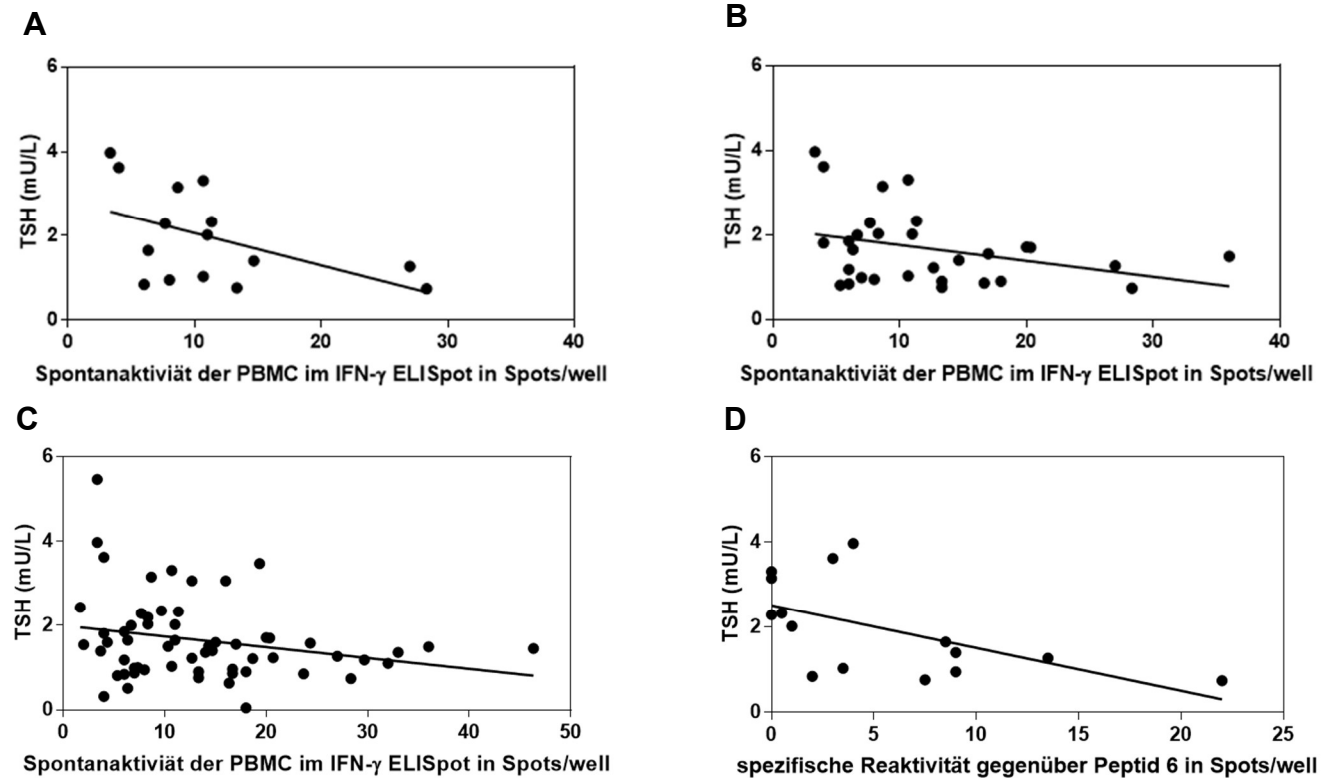 A
6
4
2
0
TSH (mU/L)
0 10 20 30 40
Spontanaktiviät der PBMC im IFN-γ ELISpot in Spots/well
B
6
4
2
0
TSH (mU/L)
0 10 20 30 40
Spontanaktiviät der PBMC im IFN-γ ELISpot in Spots/well
C
6
4
2
0
TSH (mU/L)
0 10 20 30 40 50
Spontanaktiviät der PBMC im IFN-γ ELISpot in Spots/well
D
6
4
2
0
TSH (mU/L)
0 5 10 15 20 25
spezifische Reaktivität gegenüber Peptid 6 in Spots/well